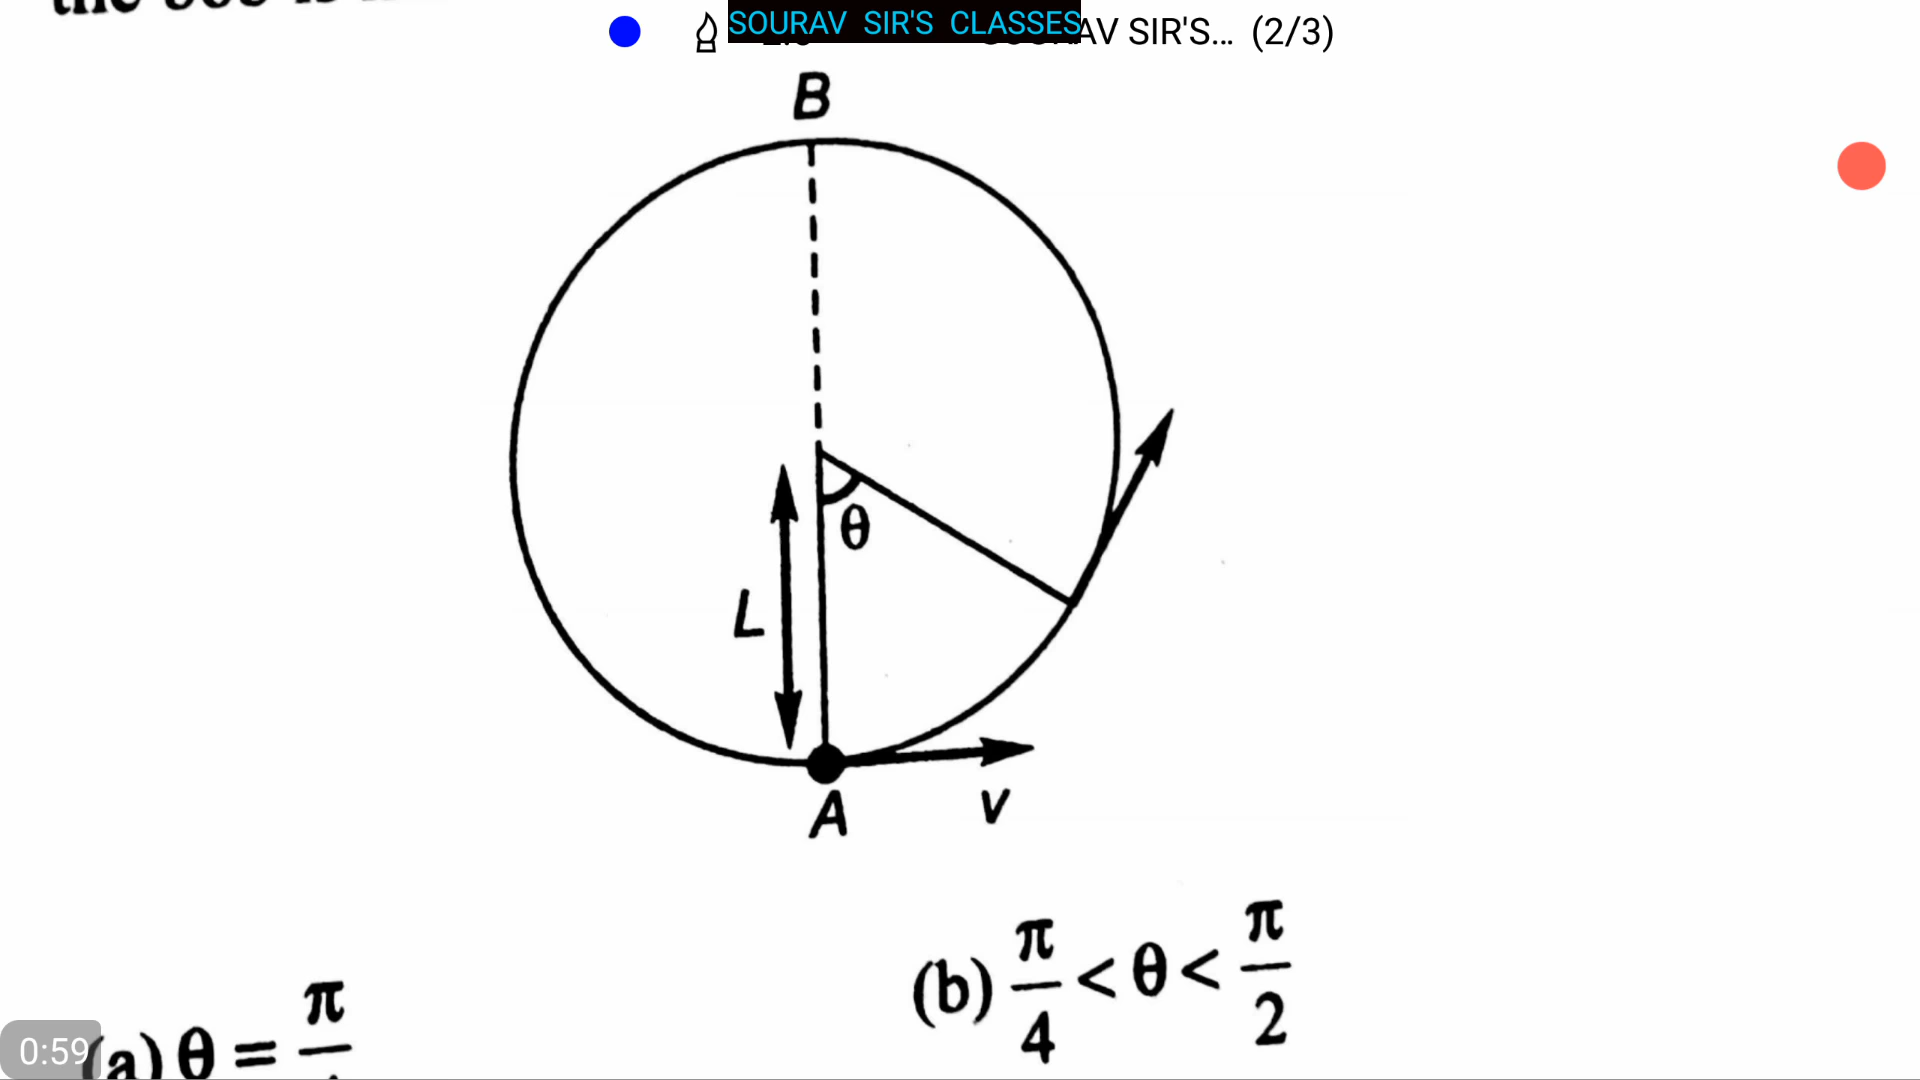 SOURAV SIR'S CLASSES
AV SIR'S... (2/3)
B
θ
L
A
v
(b) π/4 < θ < π/2
(a) θ = π
0:59